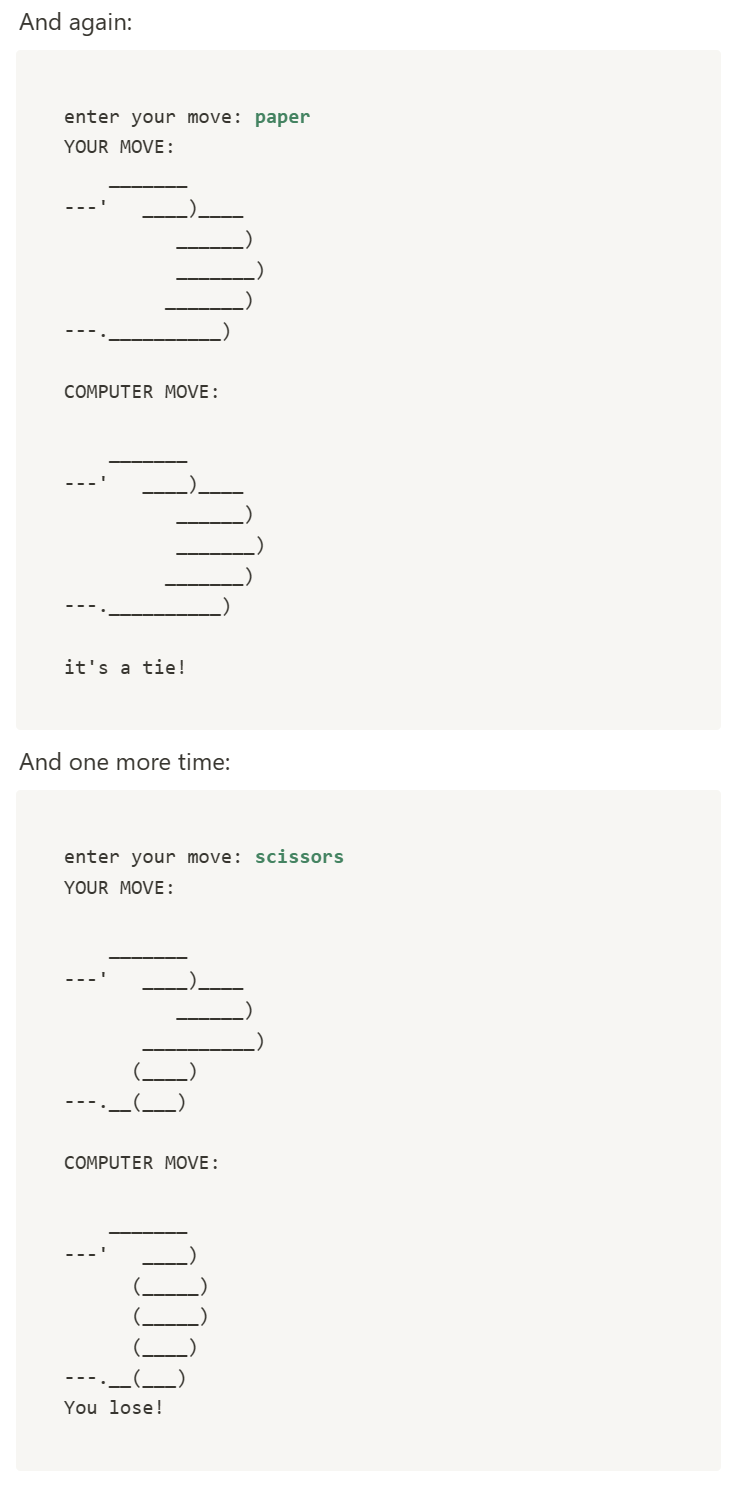 And again:
enter your move: paper
YOUR MOVE:
    _______
---'   ____)____
          ______)
          _______)
         _______)
---.__________)
COMPUTER MOVE:
    _______
---'   ____)____
          ______)
          _______)
         _______)
---.__________)
it's a tie!
And one more time:
enter your move: scissors
YOUR MOVE:
    _______
---'   ____)____
          ______)
       __________)
      (____)
---.__(___)
COMPUTER MOVE:
    _______
---'   ____)
      (_____)
      (_____)
      (____)
---.__(___)
You lose!